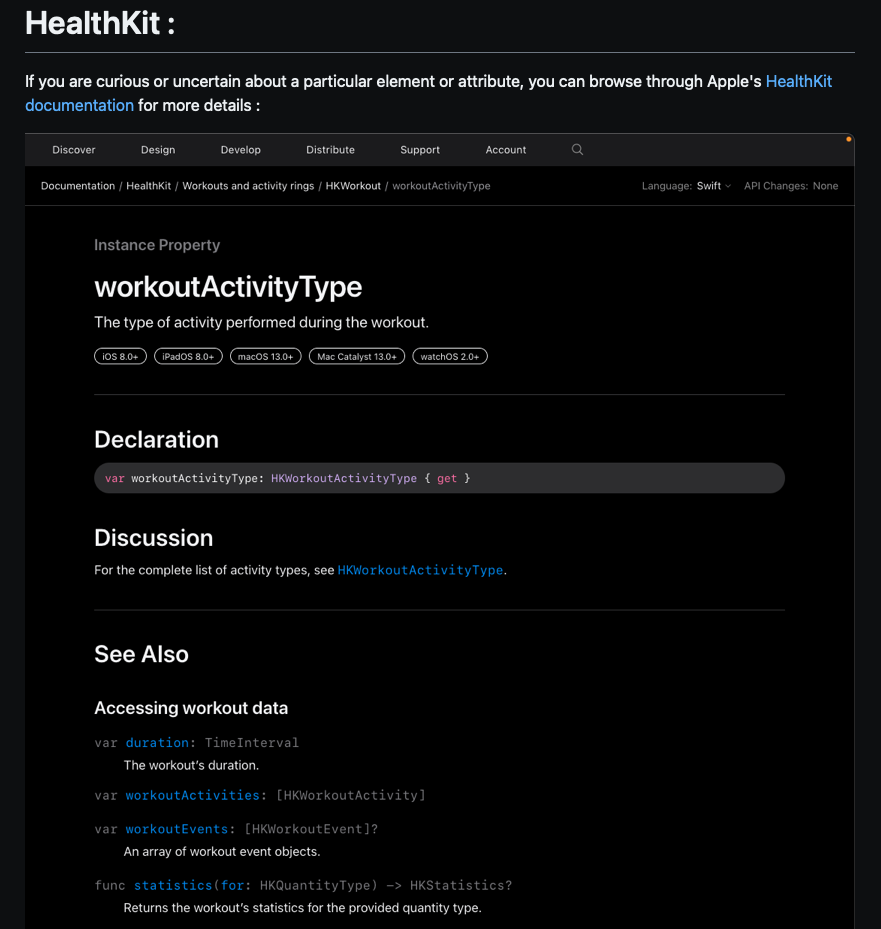 HealthKit :
If you are curious or uncertain about a particular element or attribute, you can browse through Apple's HealthKit
documentation for more details :
Discover Design Develop Distribute Support Account
Documentation / HealthKit / Workouts and activity rings / HKWorkout / workoutActivityType Language: Swift API Changes: None
Instance Property
workoutActivityType
The type of activity performed during the workout.
iOS 8.0+ iPadOS 8.0+ macOS 13.0+ Mac Catalyst 13.0+ watchOS 2.0+
Declaration
var workoutActivityType: HKWorkoutActivityType { get }
Discussion
For the complete list of activity types, see HKWorkoutActivityType.
See Also
Accessing workout data
var duration: TimeInterval
The workout’s duration.
var workoutActivities: [HKWorkoutActivity]
var workoutEvents: [HKWorkoutEvent]?
An array of workout event objects.
func statistics(for: HKQuantityType) -> HKStatistics?
Returns the workout’s statistics for the provided quantity type.